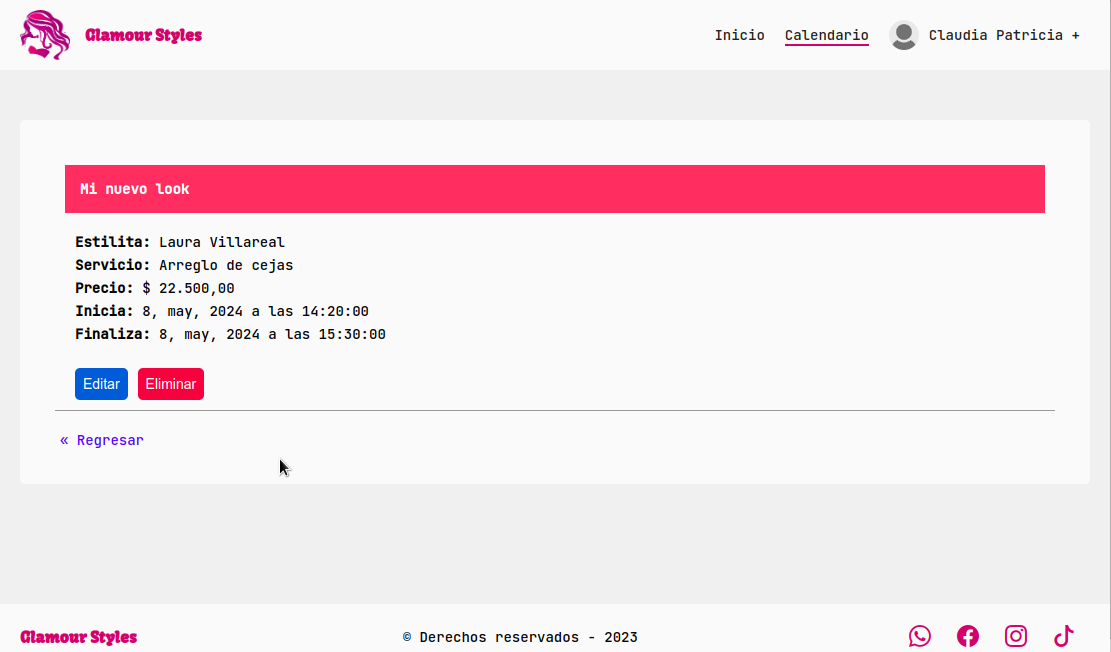 Glamour Styles
Inicio Calendario Claudia Patricia +
Mi nuevo look
Estilita: Laura Villareal
Servicio: Arreglo de cejas
Precio: $ 22.500,00
Inicia: 8, may, 2024 a las 14:20:00
Finaliza: 8, may, 2024 a las 15:30:00
Editar Eliminar
« Regresar
Glamour Styles
© Derechos reservados - 2023